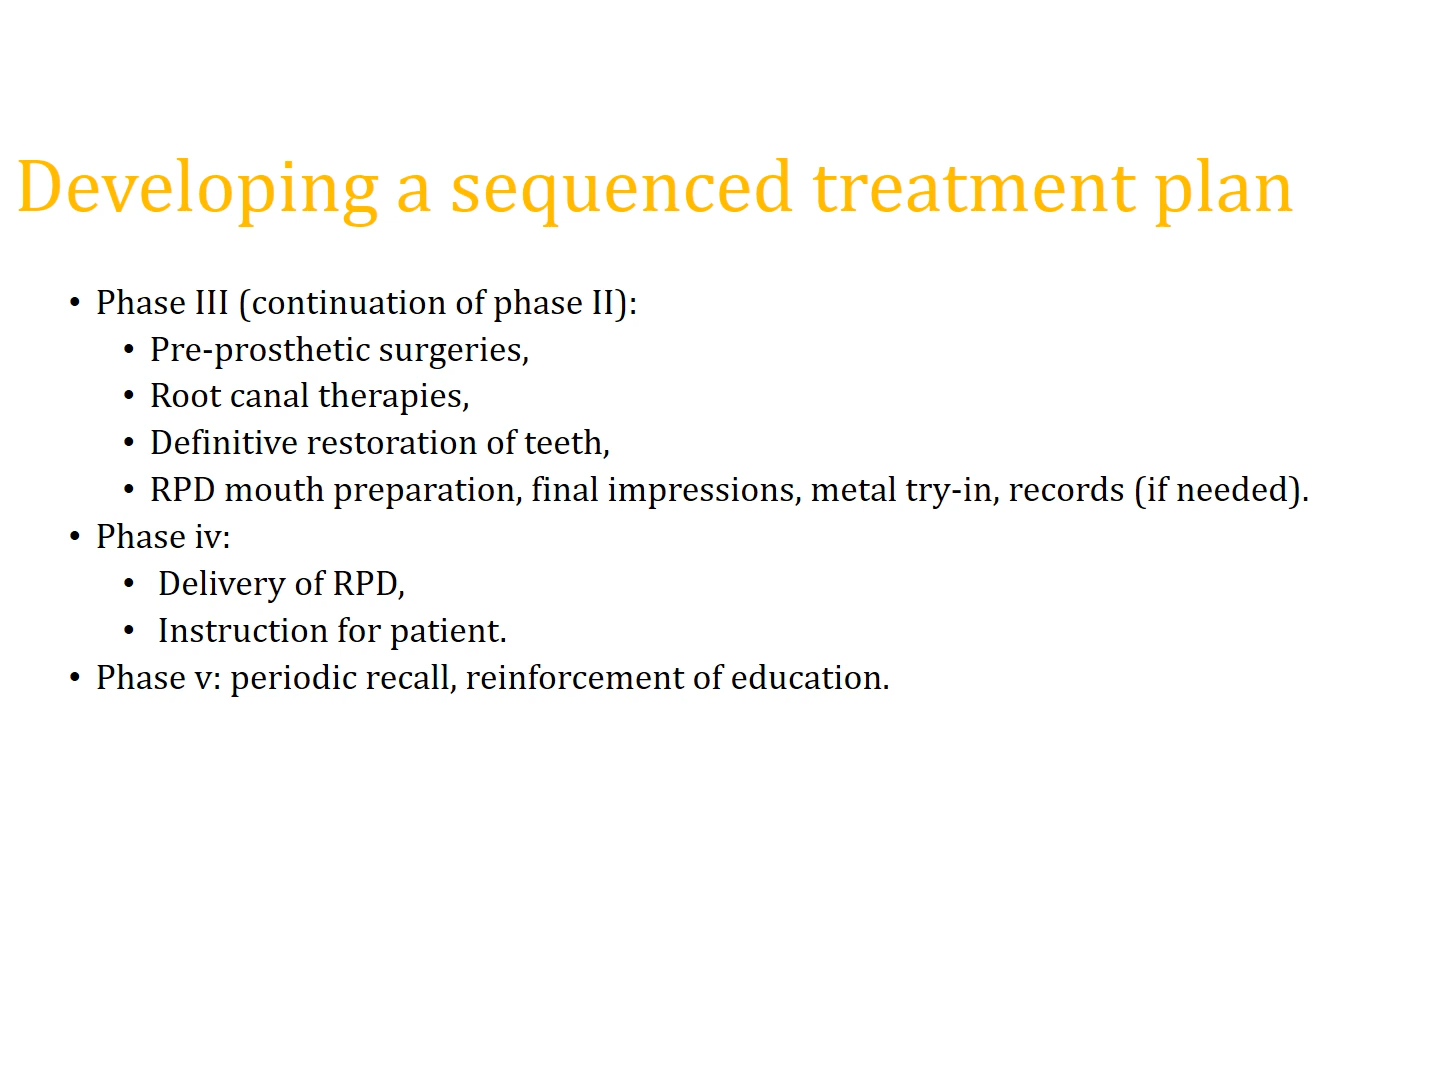 Developing a sequenced treatment plan
• Phase III (continuation of phase II):
• Pre-prosthetic surgeries,
• Root canal therapies,
• Definitive restoration of teeth,
• RPD mouth preparation, final impressions, metal try-in, records (if needed).
• Phase iv:
• Delivery of RPD,
• Instruction for patient.
• Phase v: periodic recall, reinforcement of education.